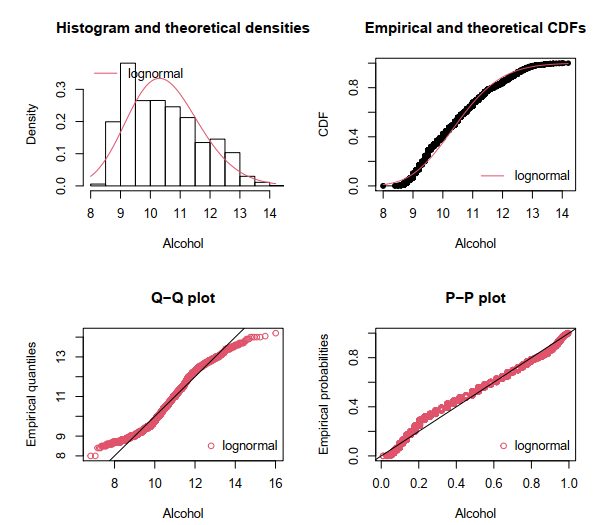 Histogram and theoretical densities
lognormal
Density
0.0 0.1 0.2 0.3
8 9 10 11 12 13 14
Alcohol
Empirical and theoretical CDFs
CDF
0.0 0.4 0.8
lognormal
8 9 10 11 12 13 14
Alcohol
Q−Q plot
Empirical quantiles
8 9 11 13
lognormal
8 10 12 14 16
Alcohol
P−P plot
Empirical probabilities
0.0 0.4 0.8
lognormal
0.0 0.2 0.4 0.6 0.8 1.0
Alcohol